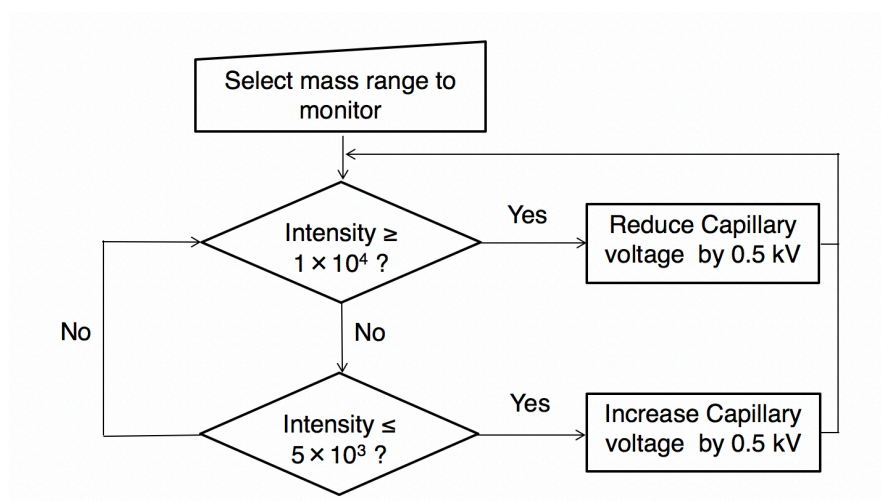 Select mass range to
monitor
Intensity ≥
1 × 10⁴ ?
Yes
Reduce Capillary
voltage  by 0.5 kV
No
No
Intensity ≤
5 × 10³ ?
Yes
Increase Capillary
voltage  by 0.5 kV